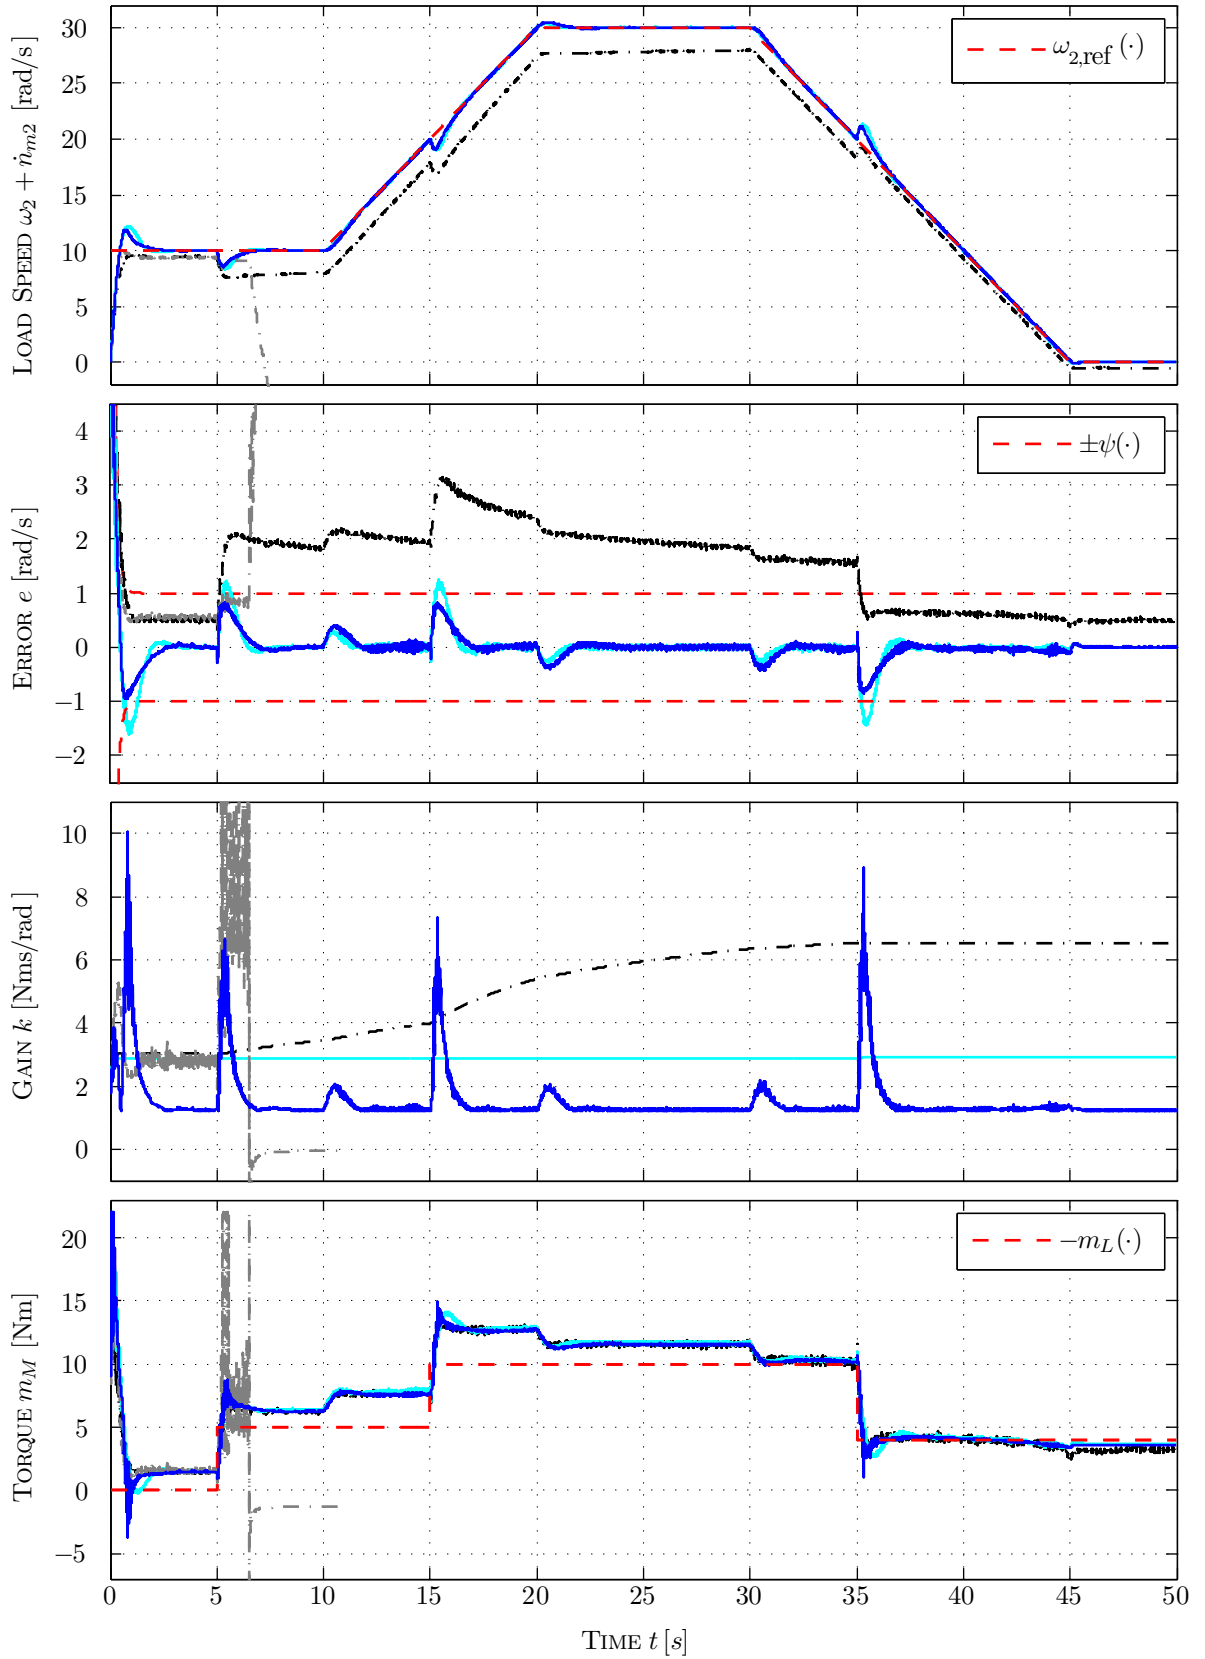 LOAD SPEED ω₂ + ṅₘ₂ [rad/s]
30
25
20
15
10
5
0
ω₂,ref (·)
ERROR e [rad/s]
4
3
2
1
0
−1
−2
±ψ(·)
GAIN k [Nms/rad ]
10
8
6
4
2
0
TORQUE m_M [Nm]
20
15
10
5
0
−5
−m_L(·)
0 5 10 15 20 25 30 35 40 45 50
TIME t [s]